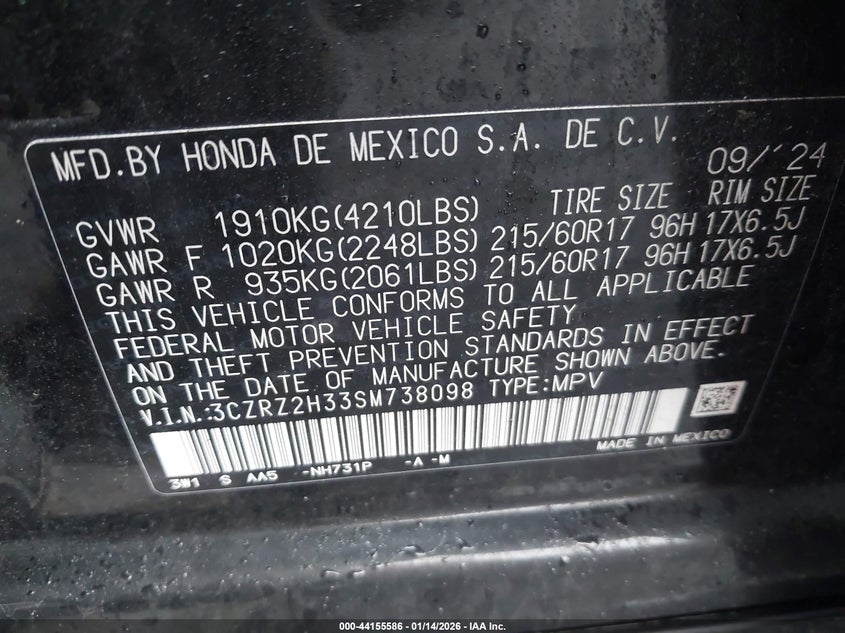 MFD.BY HONDA DE MEXICO S.A. DE C.V.
09/'24
TIRE SIZE RIM SIZE
GVWR 1910KG(4210LBS)
GAWR F 1020KG(2248LBS) 215/60R17 96H 17X6.5J
GAWR R 935KG(2061LBS) 215/60R17 96H 17X6.5J
THIS VEHICLE CONFORMS TO ALL APPLICABLE
FEDERAL MOTOR VEHICLE SAFETY
AND THEFT PREVENTION STANDARDS IN EFFECT
ON THE DATE OF MANUFACTURE SHOWN ABOVE.
V.I.N.:3CZRZ2H33SM738098 TYPE:MPV
MADE IN MEXICO
3W1 S AA5 -NH731P -A -M
000-44155586 - 01/14/2026 - IAA Inc.